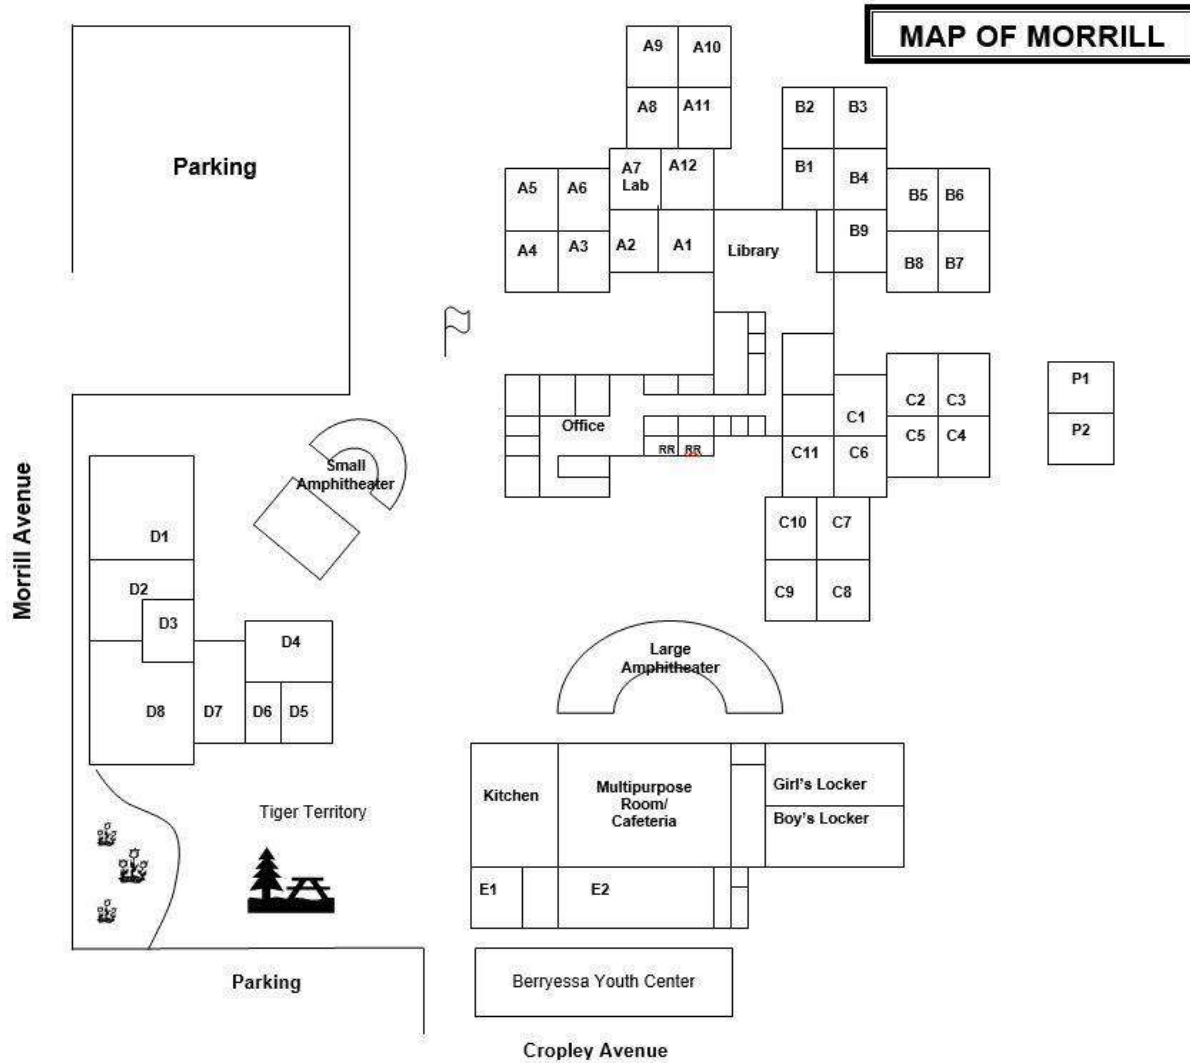 MAP OF MORRILL
A9
A10
Parking
A8
A11
B2
B3
A7
Lab
A12
B1
B4
A5
A6
B5
B6
A4
A3
A2
A1
Library
B9
B8
B7
P1
C2
C3
C1
P2
Office
C5
C4
RR
RR
C11
C6
Small
Amphitheater
Morrill Avenue
D1
C10
C7
D2
C9
C8
D3
D4
Large
Amphitheater
D8
D7
D6
D5
Kitchen
Multipurpose
Room/
Cafeteria
Girl's Locker
Boy's Locker
Tiger Territory
E1
E2
Parking
Berryessa Youth Center
Cropley Avenue